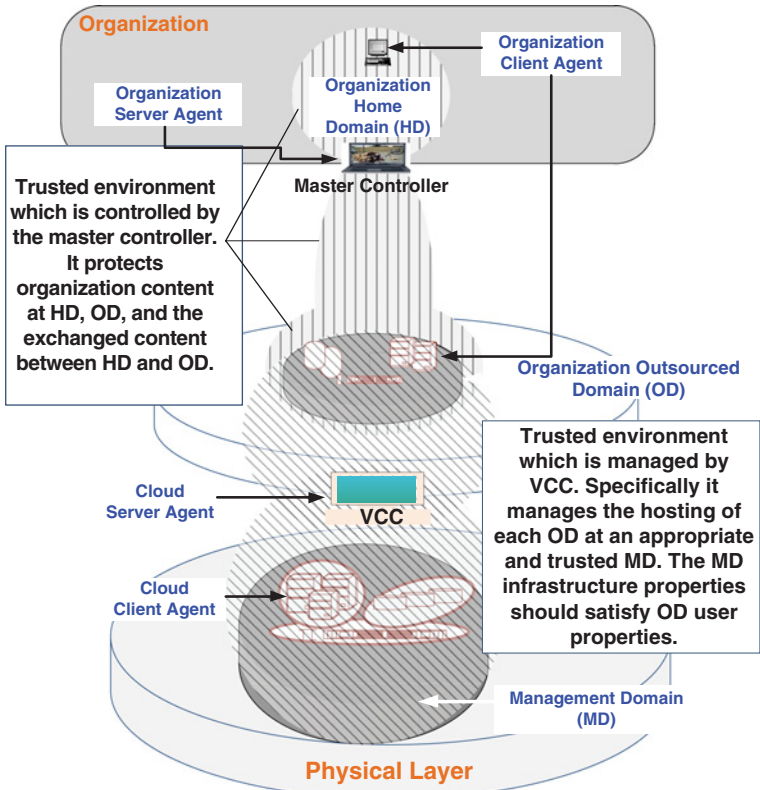 Organization
Organization
Client Agent
Organization
Server Agent
Organization
Home
Domain (HD)
Master Controller
Trusted environment
which is controlled by
the master controller.
It protects
organization content
at HD, OD, and the
exchanged content
between HD and OD.
Organization Outsourced
Domain (OD)
Trusted environment
which is managed by
VCC. Specifically it
manages the hosting of
each OD at an appropriate
and trusted MD. The MD
infrastructure properties
should satisfy OD user
properties.
Cloud
Server Agent
VCC
Cloud
Client Agent
Management Domain
(MD)
Physical Layer